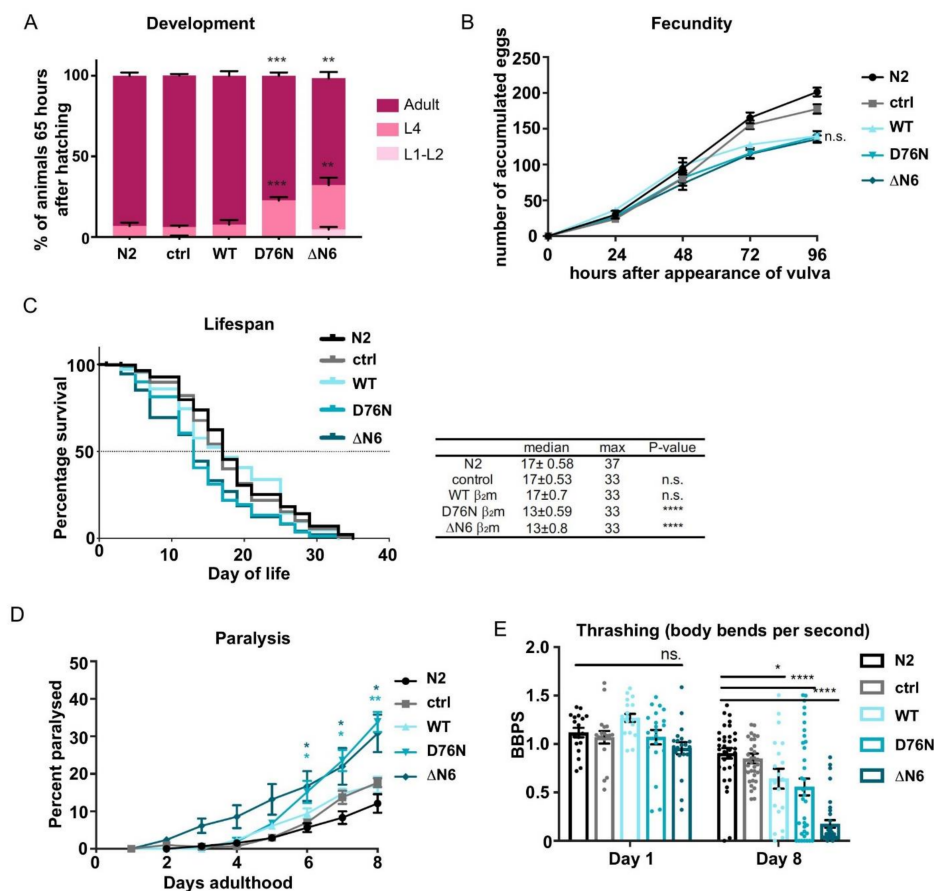 A
Development
% of animals 65 hours
after hatching
100
50
0
***
**
***
**
N2
ctrl
WT
D76N
ΔN6
Adult
L4
L1-L2
B
Fecundity
number of accumulated eggs
250
200
150
100
50
0
0
24
48
72
96
hours after appearance of vulva
n.s.
N2
ctrl
WT
D76N
ΔN6
C
Lifespan
Percentage survival
100
50
0
0
10
20
30
40
Day of life
N2
ctrl
WT
D76N
ΔN6
median max P-value
N2 17± 0.58 37
control 17±0.53 33 n.s.
WT β₂m 17±0.7 33 n.s.
D76N β₂m 13±0.59 33 ****
ΔN6 β₂m 13±0.8 33 ****
D
Paralysis
Percent paralysed
50
40
30
20
10
0
0
2
4
6
8
Days adulthood
*
*
*
*
*
**
N2
ctrl
WT
D76N
ΔN6
E
Thrashing (body bends per second)
BBPS
2.0
1.5
1.0
0.5
0
ns.
*
****
****
Day 1
Day 8
N2
ctrl
WT
D76N
ΔN6